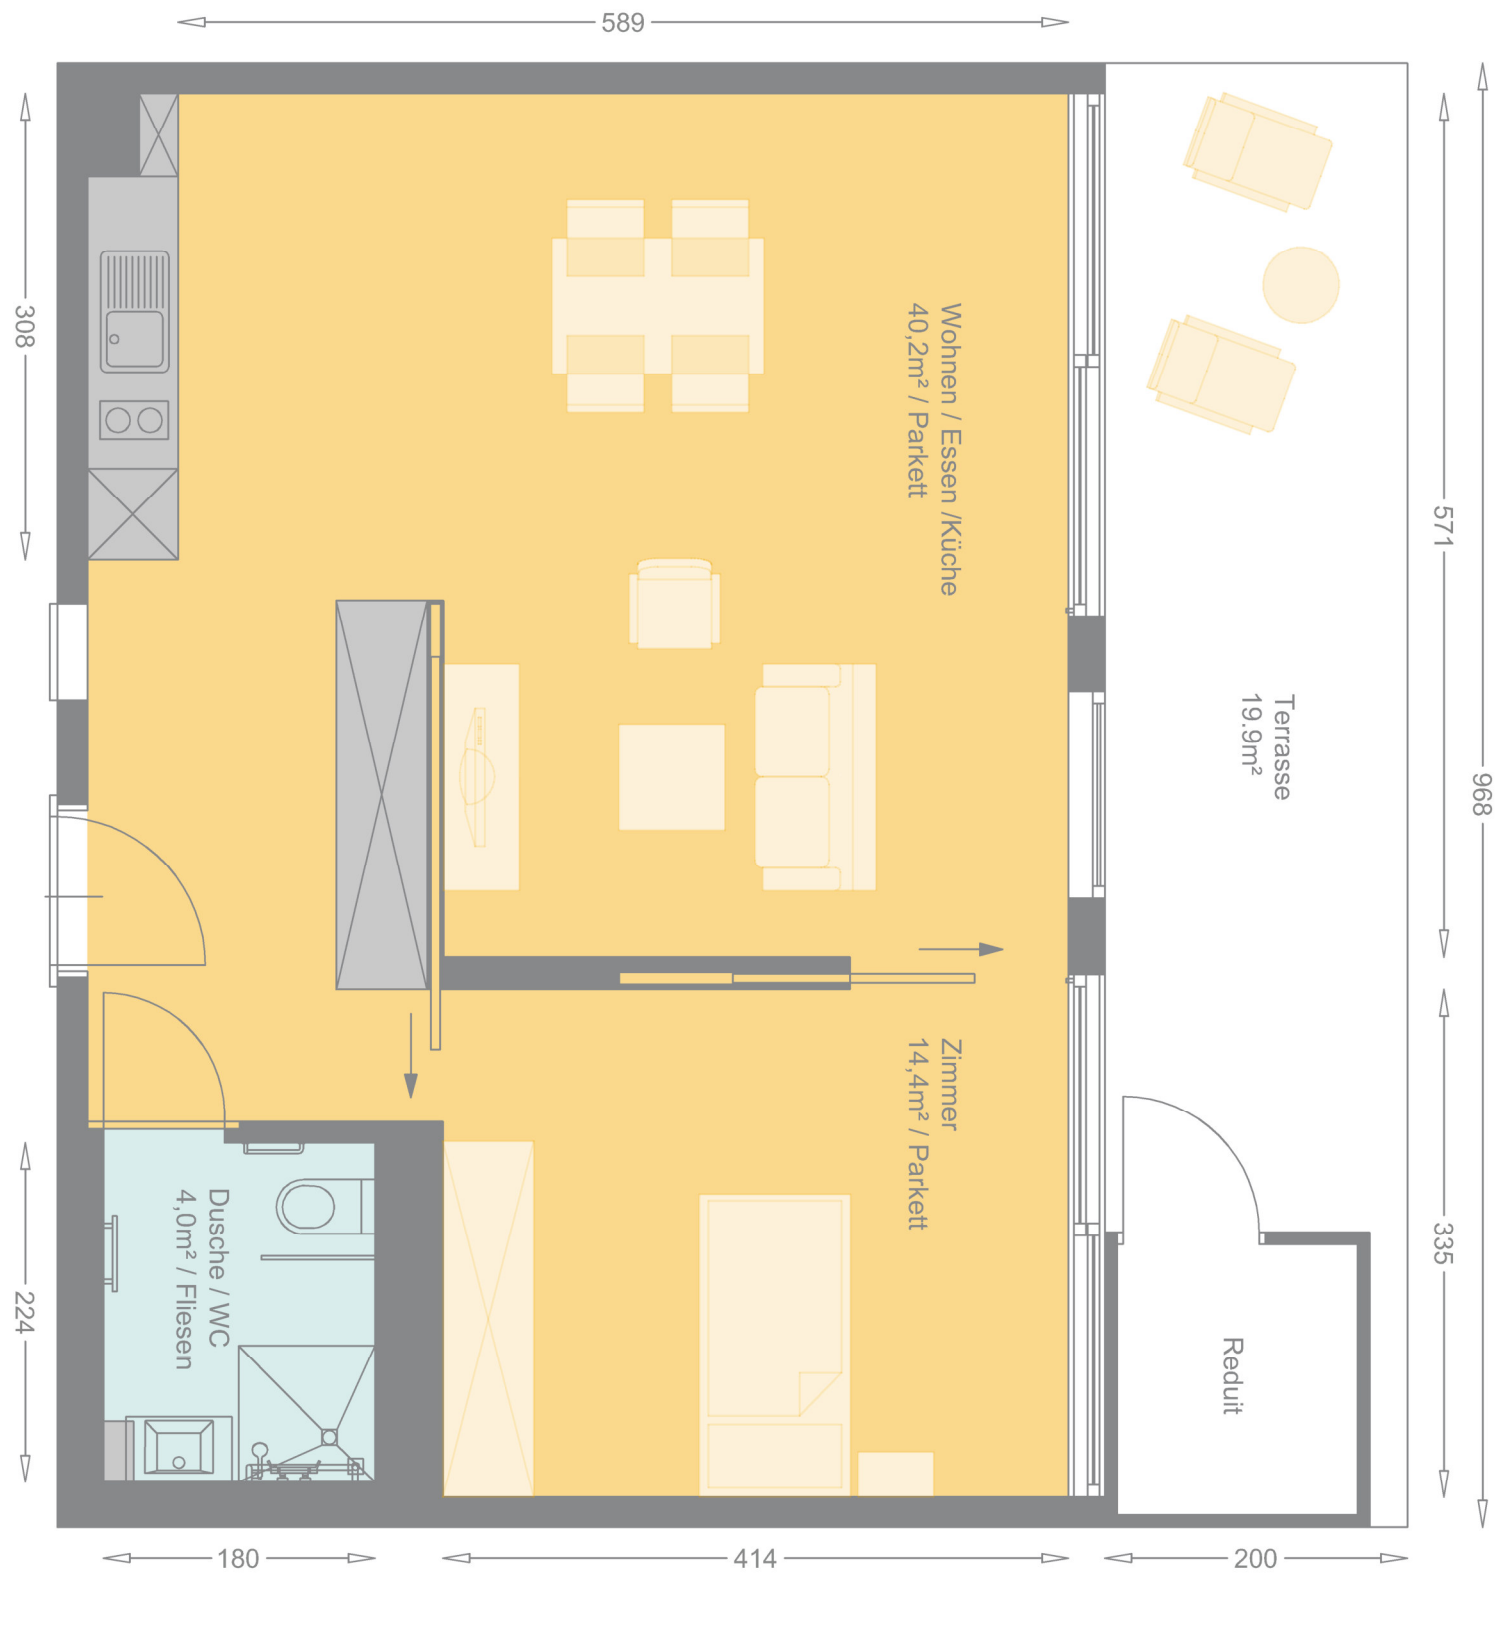 589
308
Wohnen / Essen /Küche
40,2m² / Parkett
571
968
Terrasse
19.9m²
Zimmer
14,4m² / Parkett
335
Dusche / WC
4,0m² / Fliesen
224
Reduit
180
414
200